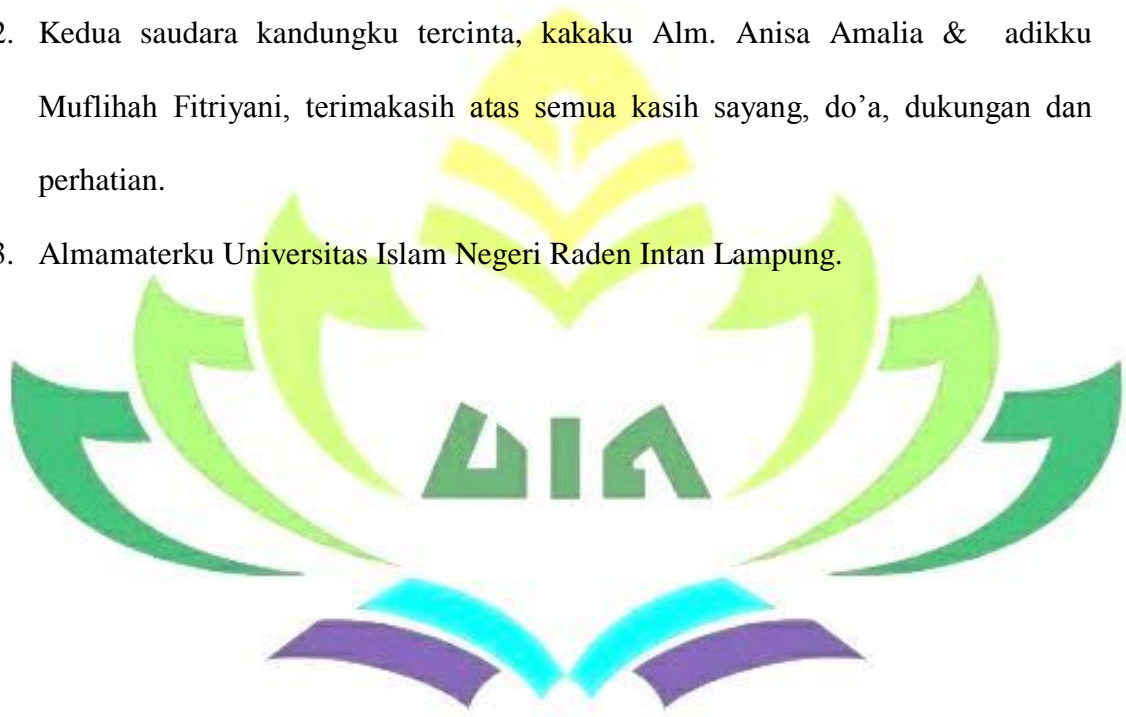 2. Kedua saudara kandungku tercinta, kakaku Alm. Anisa Amalia & adikku
Muflihah Fitriyani, terimakasih atas semua kasih sayang, do’a, dukungan dan
perhatian.
3. Almamaterku Universitas Islam Negeri Raden Intan Lampung.
UIN